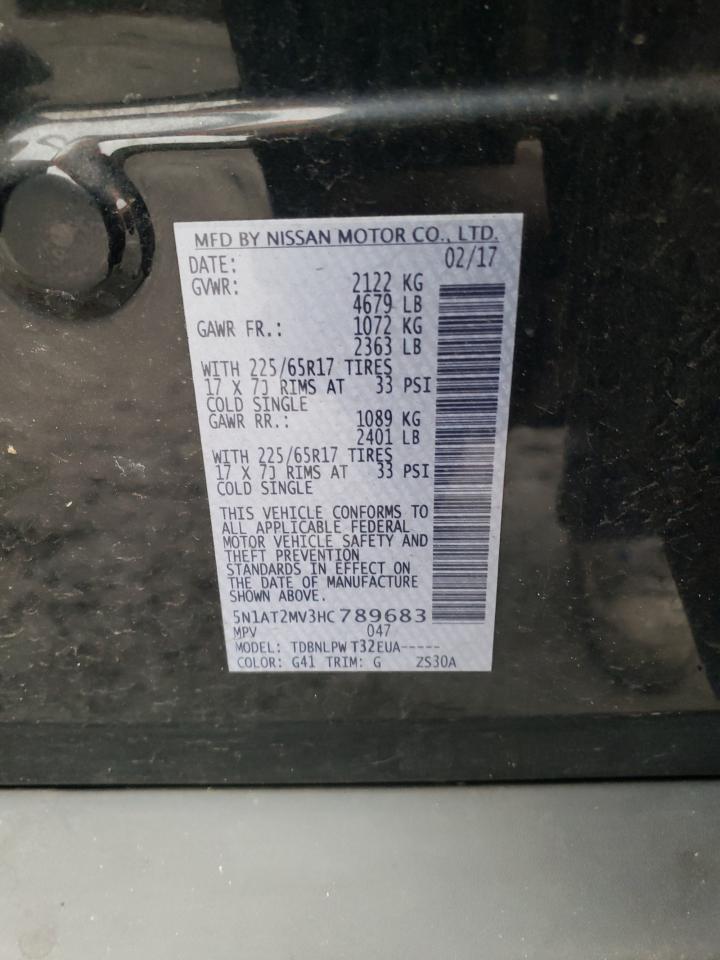 MFD BY NISSAN MOTOR CO., LTD.
DATE: 02/17
GVWR: 2122 KG
4679 LB
GAWR FR.: 1072 KG
2363 LB
WITH 225/65R17 TIRES
17 X 7J RIMS AT 33 PSI
COLD SINGLE
GAWR RR.: 1089 KG
2401 LB
WITH 225/65R17 TIRES
17 X 7J RIMS AT 33 PSI
COLD SINGLE
THIS VEHICLE CONFORMS TO
ALL APPLICABLE FEDERAL
MOTOR VEHICLE SAFETY AND
THEFT PREVENTION
STANDARDS IN EFFECT ON
THE DATE OF MANUFACTURE
SHOWN ABOVE.
5N1AT2MV3HC789683
MPV 047
MODEL: TDBNLPW T32EUA-----
COLOR: G41 TRIM: G ZS30A